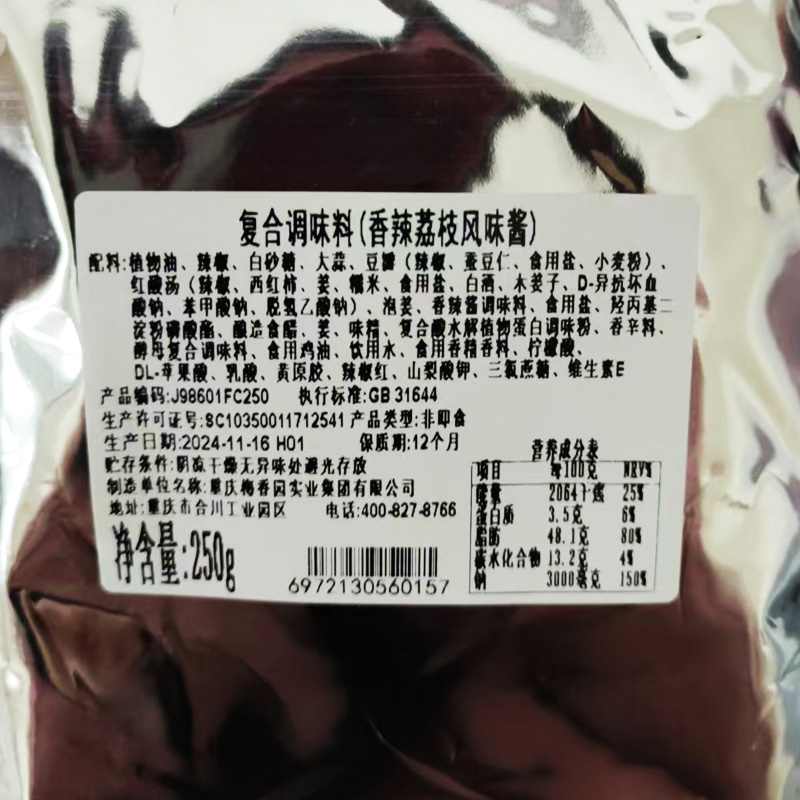 复合调味料(香辣荔枝风味酱)
配料:植物油、辣椒、白砂糖、大蒜、豆瓣(辣椒、蚕豆仁、食用盐、小麦粉)、
红酸汤(辣椒、西红柿、姜、糯米、食用盐、白酒、木姜子、D-异抗坏血
酸钠、苯甲酸钠、脱氢乙酸钠)、泡姜、香辣酱调味料、食用盐、羟丙基二
淀粉磷酸酯、酿造食醋、姜、味精、复合酸水解植物蛋白调味粉、香辛料、
酵母复合调味料、食用鸡油、饮用水、食用香精香料、柠檬酸、
DL-苹果酸、乳酸、黄原胶、辣椒红、山梨酸钾、三氯蔗糖、维生素E
产品编码:J98601FC250 执行标准:GB 31644
生产许可证号:SC10350011712541 产品类型:非即食
生产日期:2024-11-16 H01 保质期:12个月
贮存条件:阴凉干燥无异味处避光存放
制造单位名称:重庆梅香园实业集团有限公司
地址:重庆市合川工业园区 电话:400-827-8766
净含量:250g
6972130560157
营养成分表
项目 每100克 NRV%
能量 2064千焦 25%
蛋白质 3.5克 6%
脂肪 48.1克 80%
碳水化合物 13.2克 4%
钠 3000毫克 150%